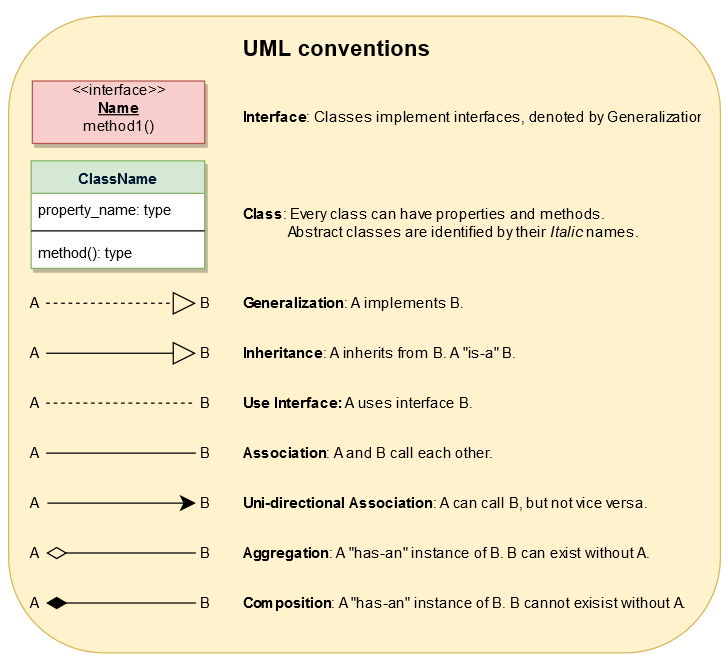 UML conventions
<<interface>>
Name
method1()
Interface: Classes implement interfaces, denoted by Generalization
ClassName
property_name: type
method(): type
Class: Every class can have properties and methods.
Abstract classes are identified by their Italic names.
A B Generalization: A implements B.
A B Inheritance: A inherits from B. A "is-a" B.
A B Use Interface: A uses interface B.
A B Association: A and B call each other.
A B Uni-directional Association: A can call B, but not vice versa.
A B Aggregation: A "has-an" instance of B. B can exist without A.
A B Composition: A "has-an" instance of B. B cannot exisist without A.